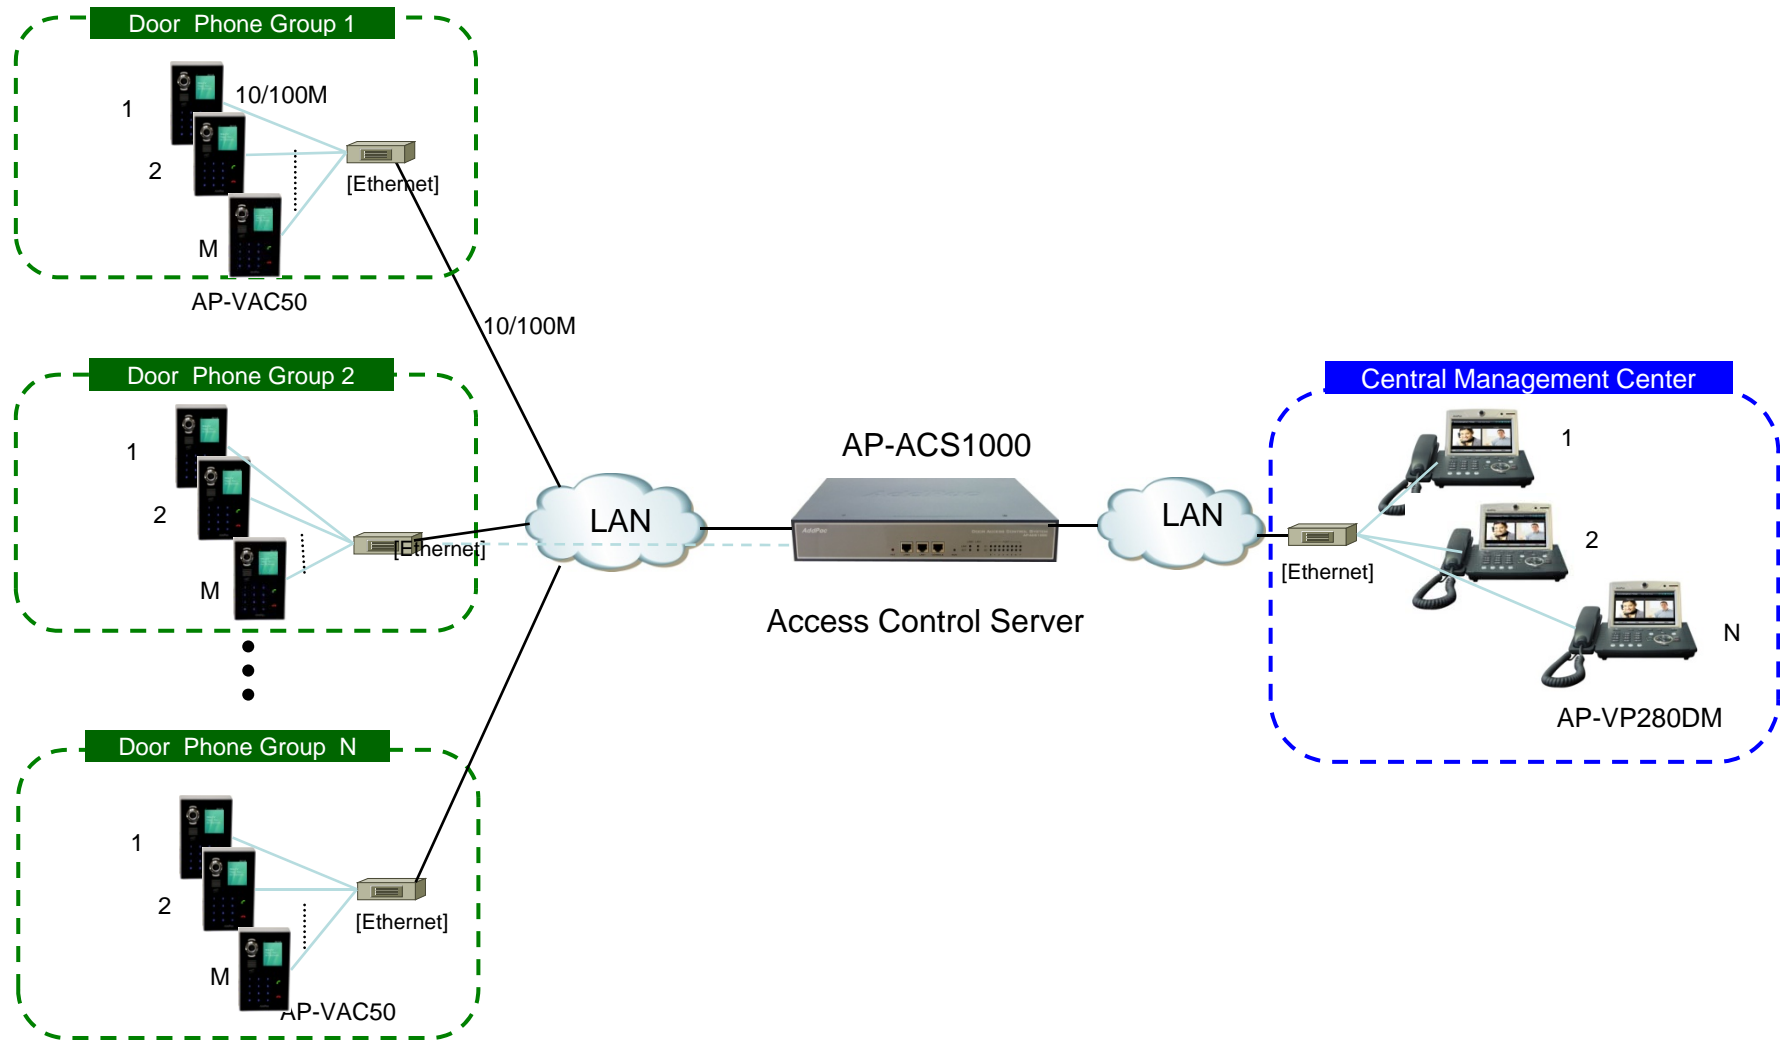 Door Phone Group 1
1
10/100M
2
[Ethernet]
M
AP-VAC50
10/100M
Door Phone Group 2
1
2
[Ethernet]
M
Door Phone Group N
1
2
[Ethernet]
M
AP-VAC50
LAN
AP-ACS1000
AddPac
Access Control Server
LAN
Central Management Center
1
2
[Ethernet]
N
AP-VP280DM